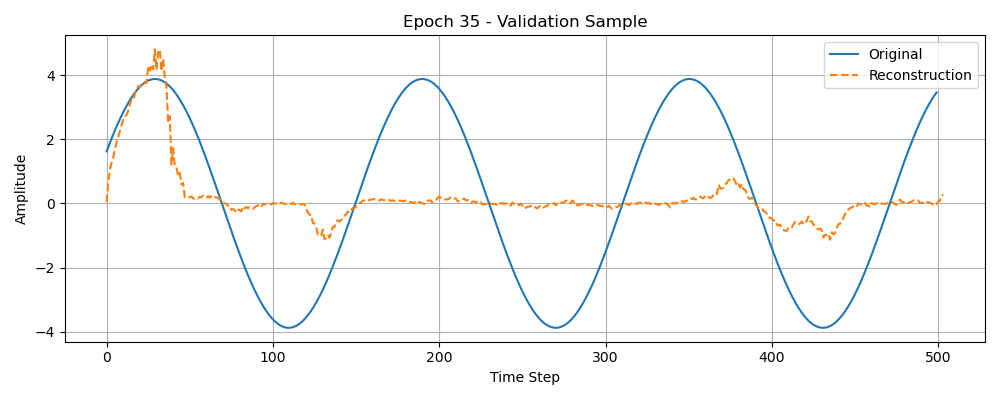 Epoch 35 - Validation Sample
Original
Reconstruction
Amplitude
4
2
0
−2
−4
0 100 200 300 400 500
Time Step